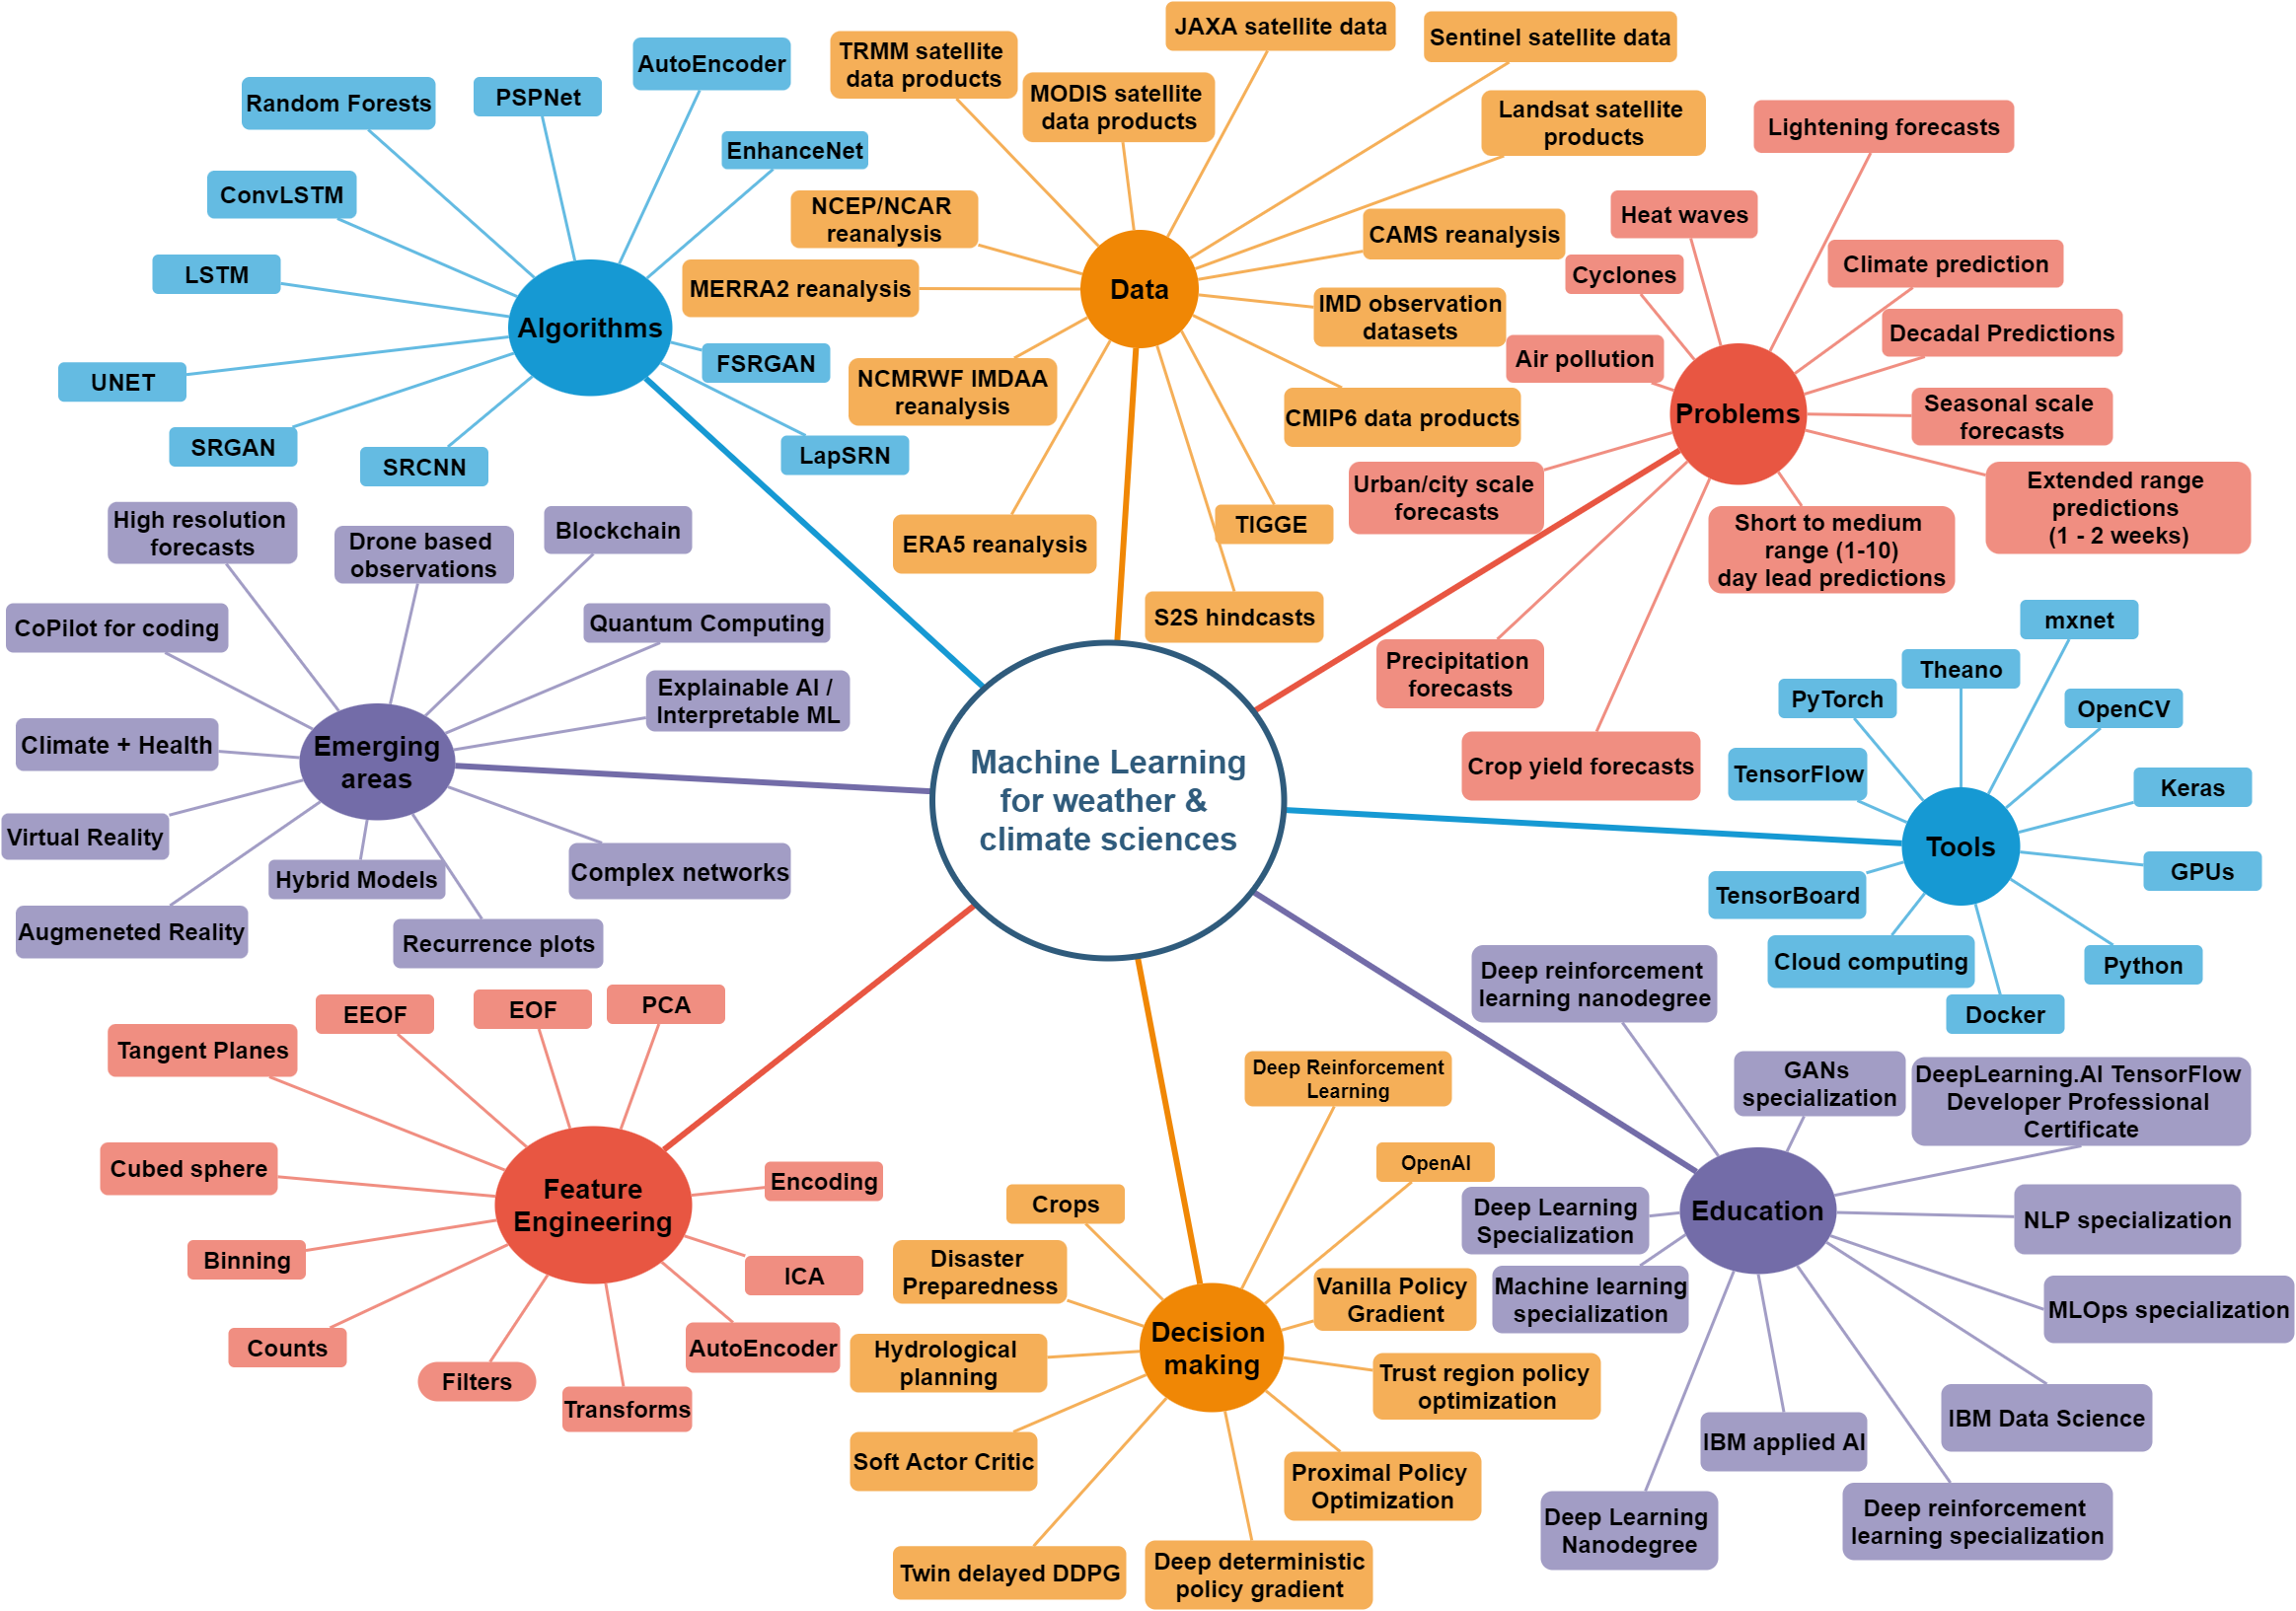 Machine Learning
for weather &
climate sciences
Algorithms
Random Forests
PSPNet
AutoEncoder
EnhanceNet
ConvLSTM
LSTM
UNET
SRGAN
SRCNN
FSRGAN
LapSRN
Data
TRMM satellite
data products
MODIS satellite
data products
JAXA satellite data
Sentinel satellite data
Landsat satellite
products
NCEP/NCAR
reanalysis
CAMS reanalysis
MERRA2 reanalysis
IMD observation
datasets
NCMRWF IMDAA
reanalysis
CMIP6 data products
ERA5 reanalysis
TIGGE
S2S hindcasts
Problems
Lightening forecasts
Heat waves
Cyclones
Climate prediction
Air pollution
Decadal Predictions
Seasonal scale
forecasts
Urban/city scale
forecasts
Extended range
predictions
(1 - 2 weeks)
Short to medium
range (1-10)
day lead predictions
Precipitation
forecasts
Crop yield forecasts
Emerging
areas
High resolution
forecasts
Drone based
observations
Blockchain
CoPilot for coding
Quantum Computing
Explainable AI /
Interpretable ML
Climate + Health
Virtual Reality
Hybrid Models
Complex networks
Augmeneted Reality
Recurrence plots
Tools
mxnet
Theano
PyTorch
OpenCV
TensorFlow
Keras
GPUs
TensorBoard
Cloud computing
Python
Docker
Feature
Engineering
EEOF
EOF
PCA
Tangent Planes
Cubed sphere
Encoding
Binning
ICA
Counts
AutoEncoder
Filters
Transforms
Decision
making
Deep Reinforcement
Learning
OpenAI
Crops
Disaster
Preparedness
Vanilla Policy
Gradient
Hydrological
planning
Trust region policy
optimization
Soft Actor Critic
Proximal Policy
Optimization
Twin delayed DDPG
Deep deterministic
policy gradient
Education
Deep reinforcement
learning nanodegree
GANs
specialization
DeepLearning.AI TensorFlow
Developer Professional
Certificate
Deep Learning
Specialization
NLP specialization
Machine learning
specialization
MLOps specialization
IBM Data Science
IBM applied AI
Deep Learning
Nanodegree
Deep reinforcement
learning specialization